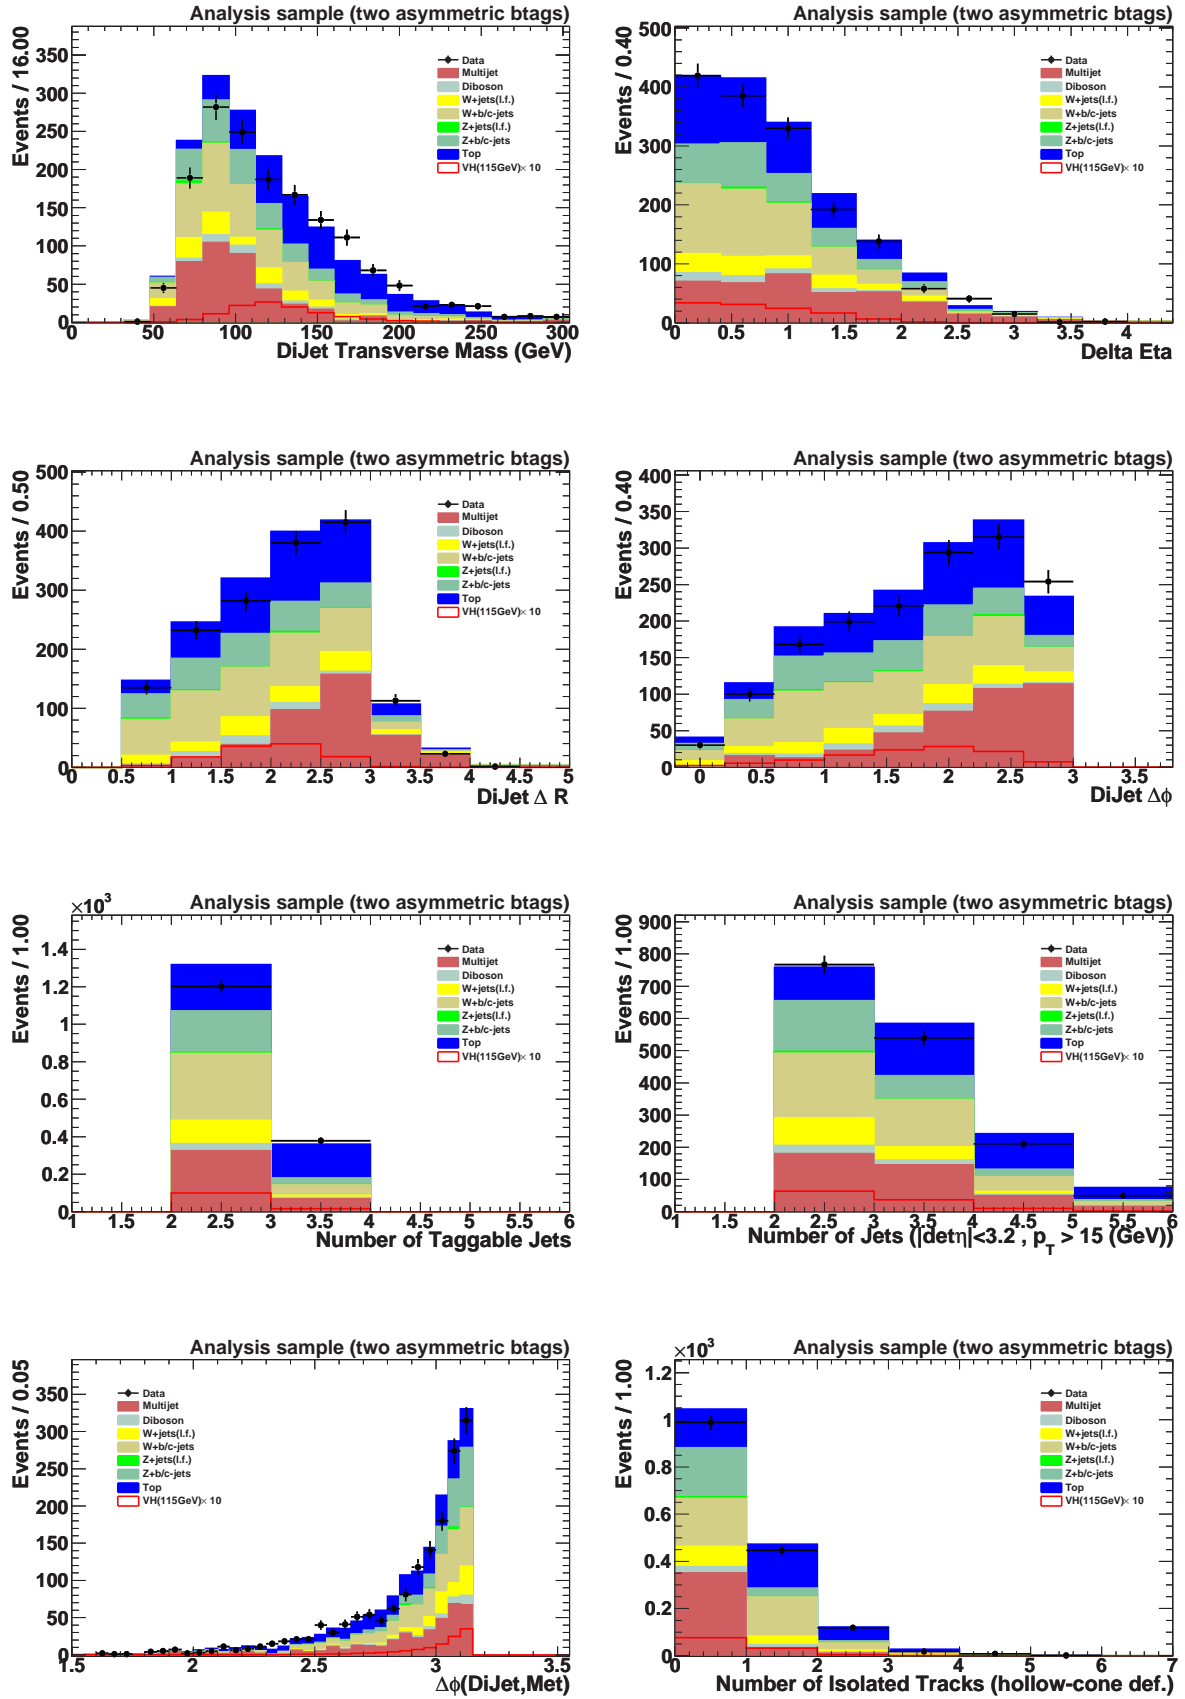 Analysis sample (two asymmetric btags)
Events / 16.00
350
300
250
200
150
100
50
0
Data
Multijet
Diboson
W+jets(l.f.)
W+b/c-jets
Z+jets(l.f.)
Z+b/c-jets
Top
VH(115GeV)× 10
0 50 100 150 200 250 300
DiJet Transverse Mass (GeV)
Analysis sample (two asymmetric btags)
Events / 0.40
500
400
300
200
100
0
Data
Multijet
Diboson
W+jets(l.f.)
W+b/c-jets
Z+jets(l.f.)
Z+b/c-jets
Top
VH(115GeV)× 10
0 0.5 1 1.5 2 2.5 3 3.5 4
Delta Eta
Analysis sample (two asymmetric btags)
Events / 0.50
500
400
300
200
100
0
Data
Multijet
Diboson
W+jets(l.f.)
W+b/c-jets
Z+jets(l.f.)
Z+b/c-jets
Top
VH(115GeV)× 10
0 0.5 1 1.5 2 2.5 3 3.5 4 4.5 5
DiJet Δ R
Analysis sample (two asymmetric btags)
Events / 0.40
400
350
300
250
200
150
100
50
0
0 0.5 1 1.5 2 2.5 3 3.5
DiJet Δϕ
Analysis sample (two asymmetric btags)
×10³
Events / 1.00
1.4
1.2
1
0.8
0.6
0.4
0.2
0
Data
Multijet
Diboson
W+jets(l.f.)
W+b/c-jets
Z+jets(l.f.)
Z+b/c-jets
Top
VH(115GeV)× 10
1 1.5 2 2.5 3 3.5 4 4.5 5 5.5 6
Number of Taggable Jets
Analysis sample (two asymmetric btags)
Events / 1.00
900
800
700
600
500
400
300
200
100
0
Data
Multijet
Diboson
W+jets(l.f.)
W+b/c-jets
Z+jets(l.f.)
Z+b/c-jets
Top
VH(115GeV)× 10
1 1.5 2 2.5 3 3.5 4 4.5 5 5.5 6
Number of Jets (|detη|<3.2 , p_T > 15 (GeV))
Analysis sample (two asymmetric btags)
Events / 0.05
350
300
250
200
150
100
50
0
Data
Multijet
Diboson
W+jets(l.f.)
W+b/c-jets
Z+jets(l.f.)
Z+b/c-jets
Top
VH(115GeV)× 10
1.5 2 2.5 3 3.5
Δϕ(DiJet,Met)
Analysis sample (two asymmetric btags)
×10³
Events / 1.00
1.2
1
0.8
0.6
0.4
0.2
0
Data
Multijet
Diboson
W+jets(l.f.)
W+b/c-jets
Z+jets(l.f.)
Z+b/c-jets
Top
VH(115GeV)× 10
0 1 2 3 4 5 6 7
Number of Isolated Tracks (hollow-cone def.)